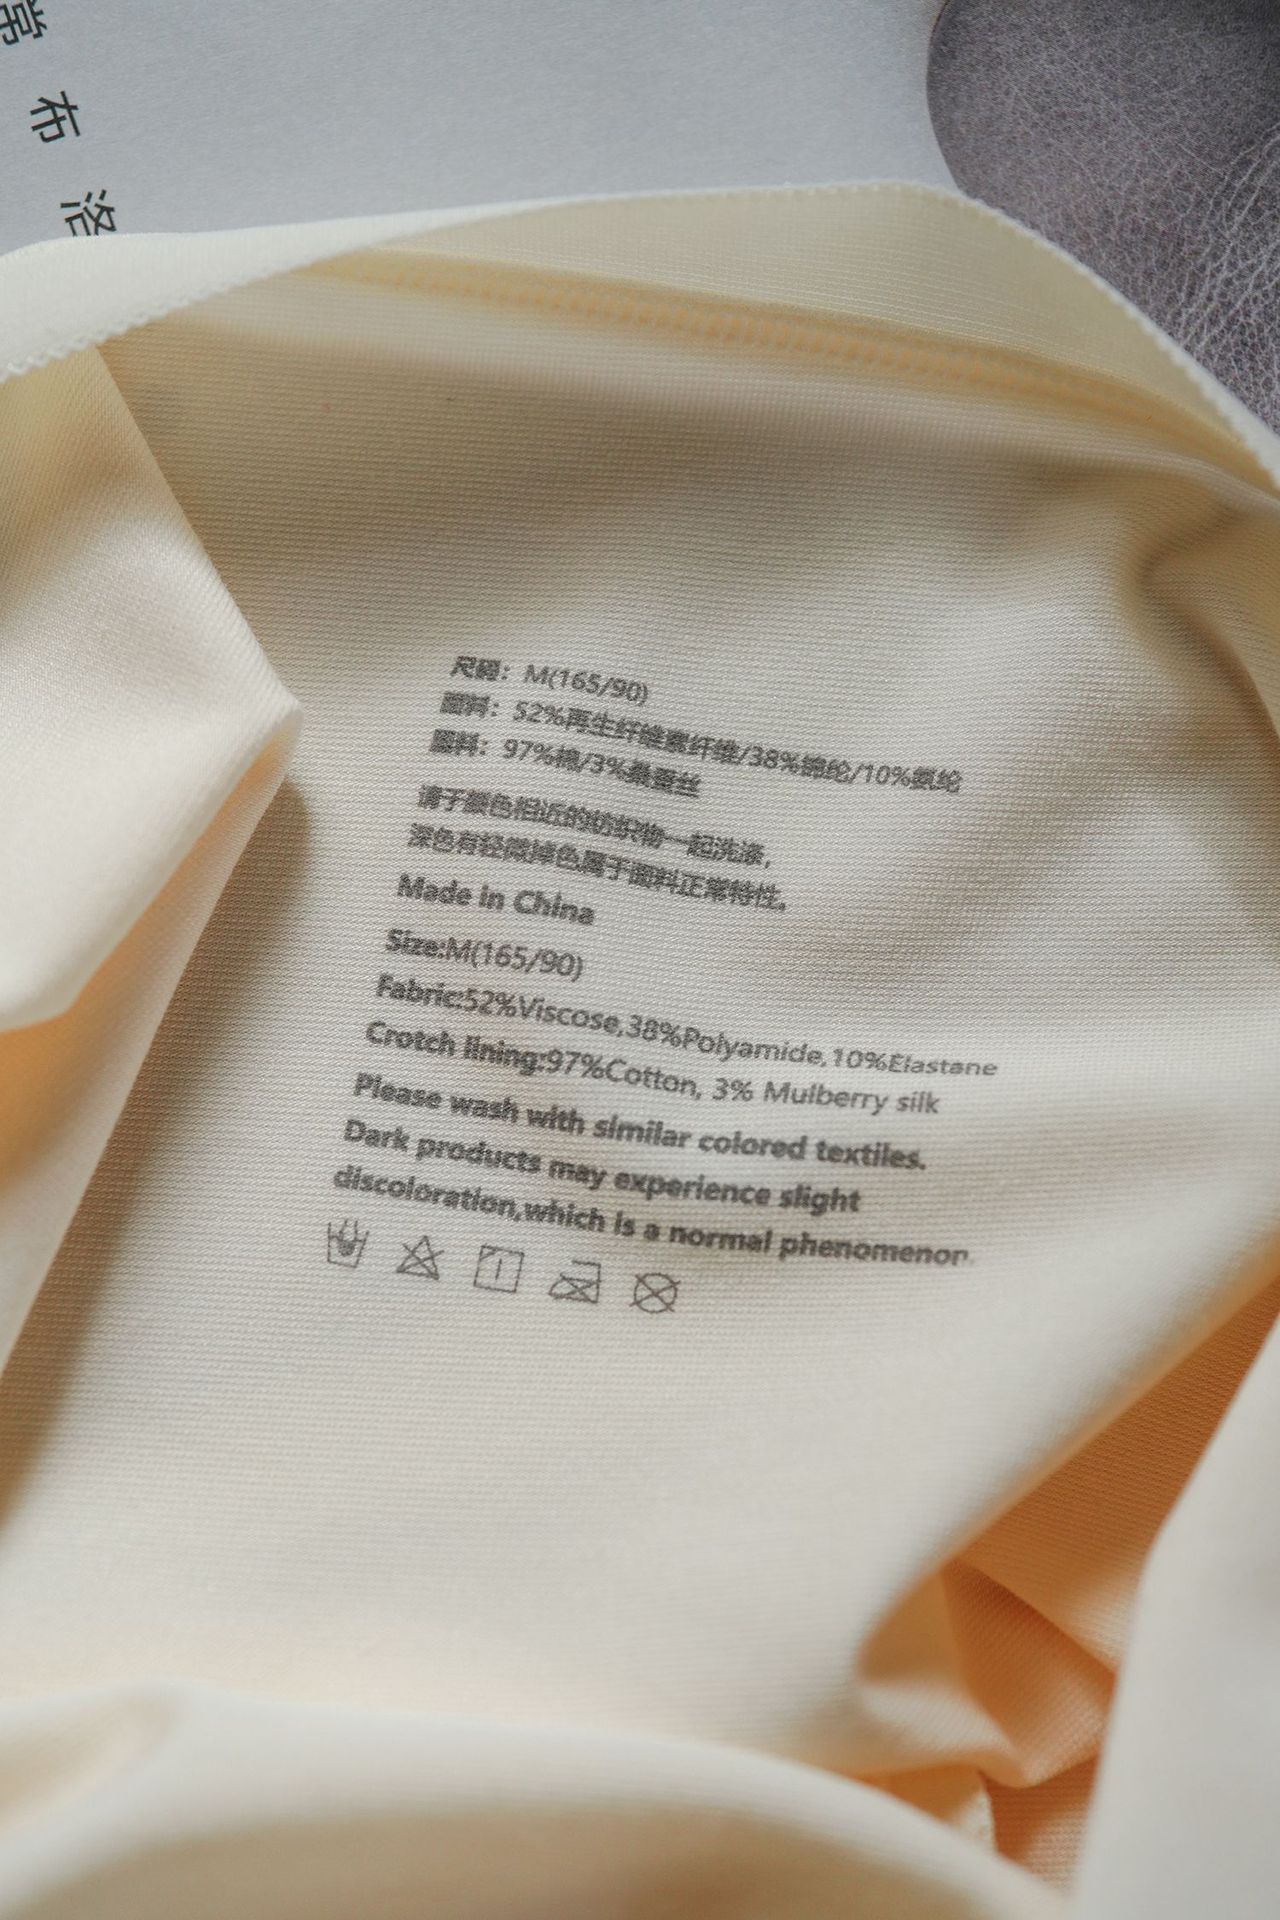 常
布
洛
尺码：M(165/90)
面料：52%再生纤维素纤维/38%锦纶/10%氨纶
里料：97%棉/3%桑蚕丝
请于颜色相近的纺织物一起洗涤，
深色有轻微掉色属于面料正常特性。
Made in China
Size:M(165/90)
Fabric:52%Viscose,38%Polyamide,10%Elastane
Crotch lining:97%Cotton, 3% Mulberry silk
Please wash with similar colored textiles.
Dark products may experience slight
discoloration,which is a normal phenomenon.